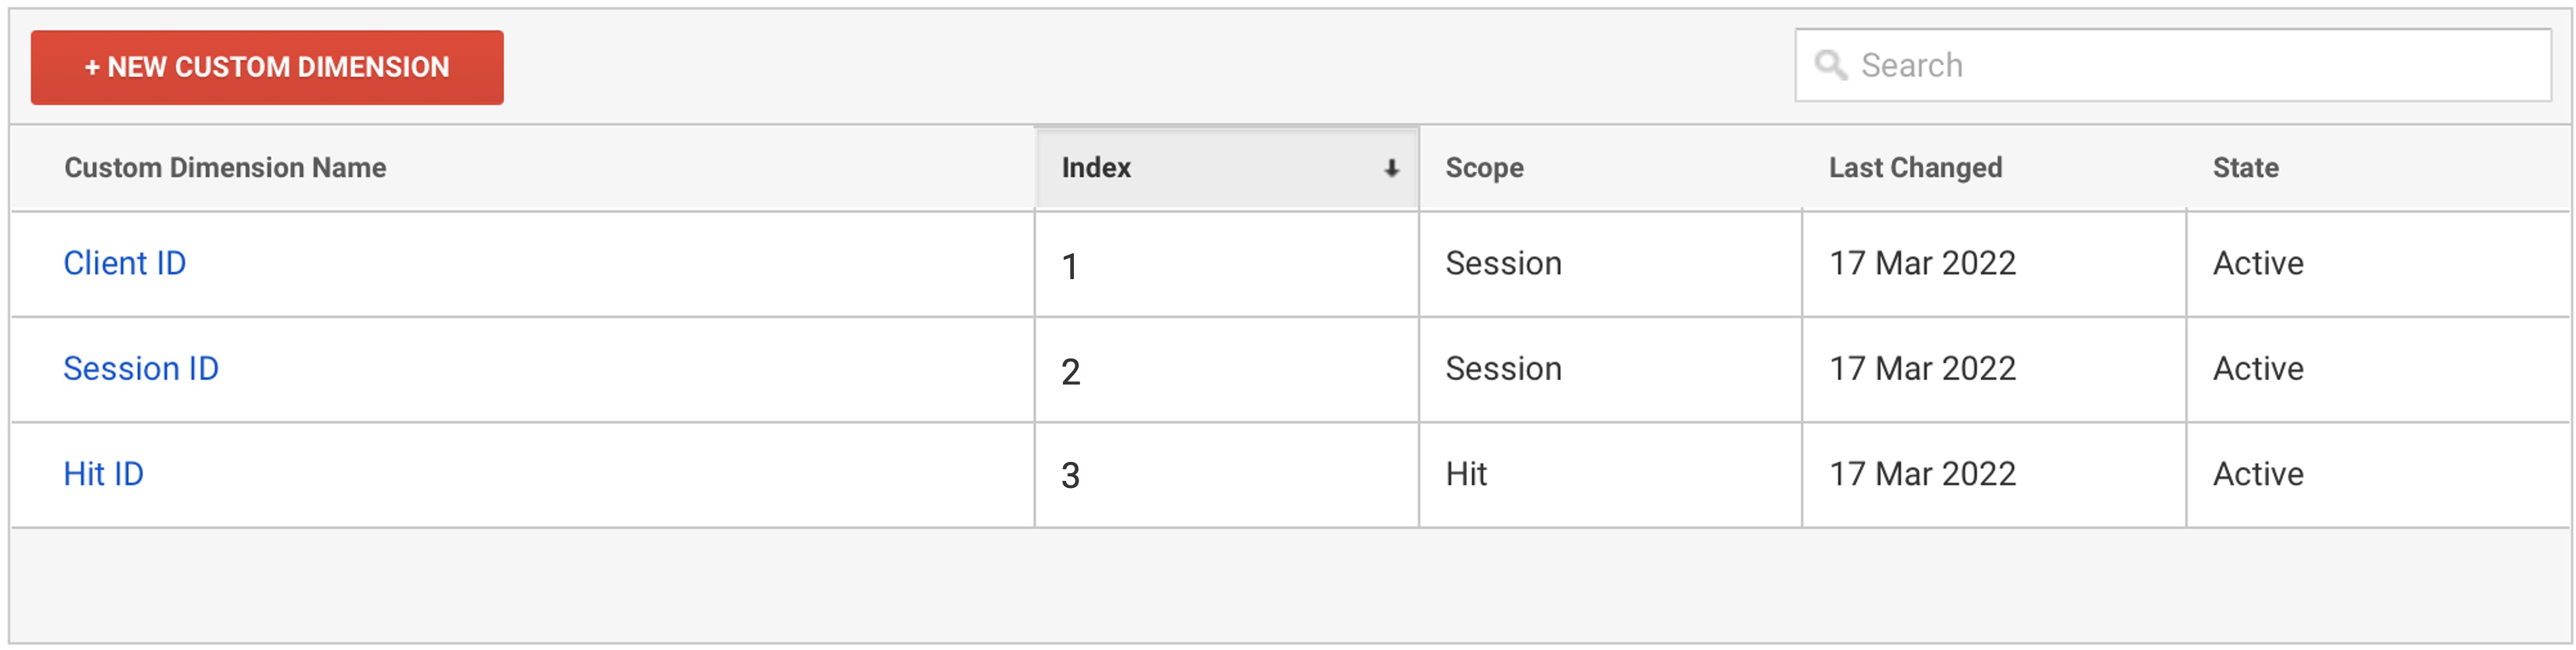 + NEW CUSTOM DIMENSION Search
Custom Dimension Name Index Scope Last Changed State
Client ID 1 Session 17 Mar 2022 Active
Session ID 2 Session 17 Mar 2022 Active
Hit ID 3 Hit 17 Mar 2022 Active